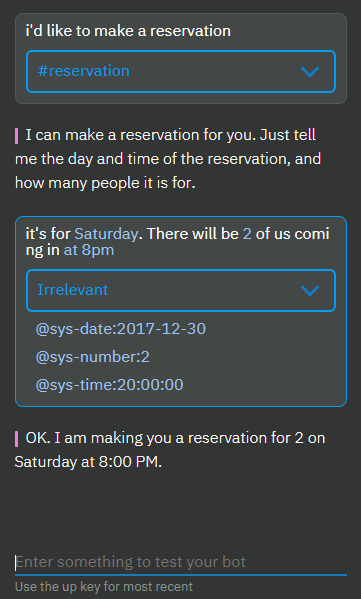 i'd like to make a reservation
#reservation
I can make a reservation for you. Just tell
me the day and time of the reservation, and
how many people it is for.
it's for Saturday. There will be 2 of us comi
ng in at 8pm
Irrelevant
@sys-date:2017-12-30
@sys-number:2
@sys-time:20:00:00
OK. I am making you a reservation for 2 on
Saturday at 8:00 PM.
Enter something to test your bot
Use the up key for most recent